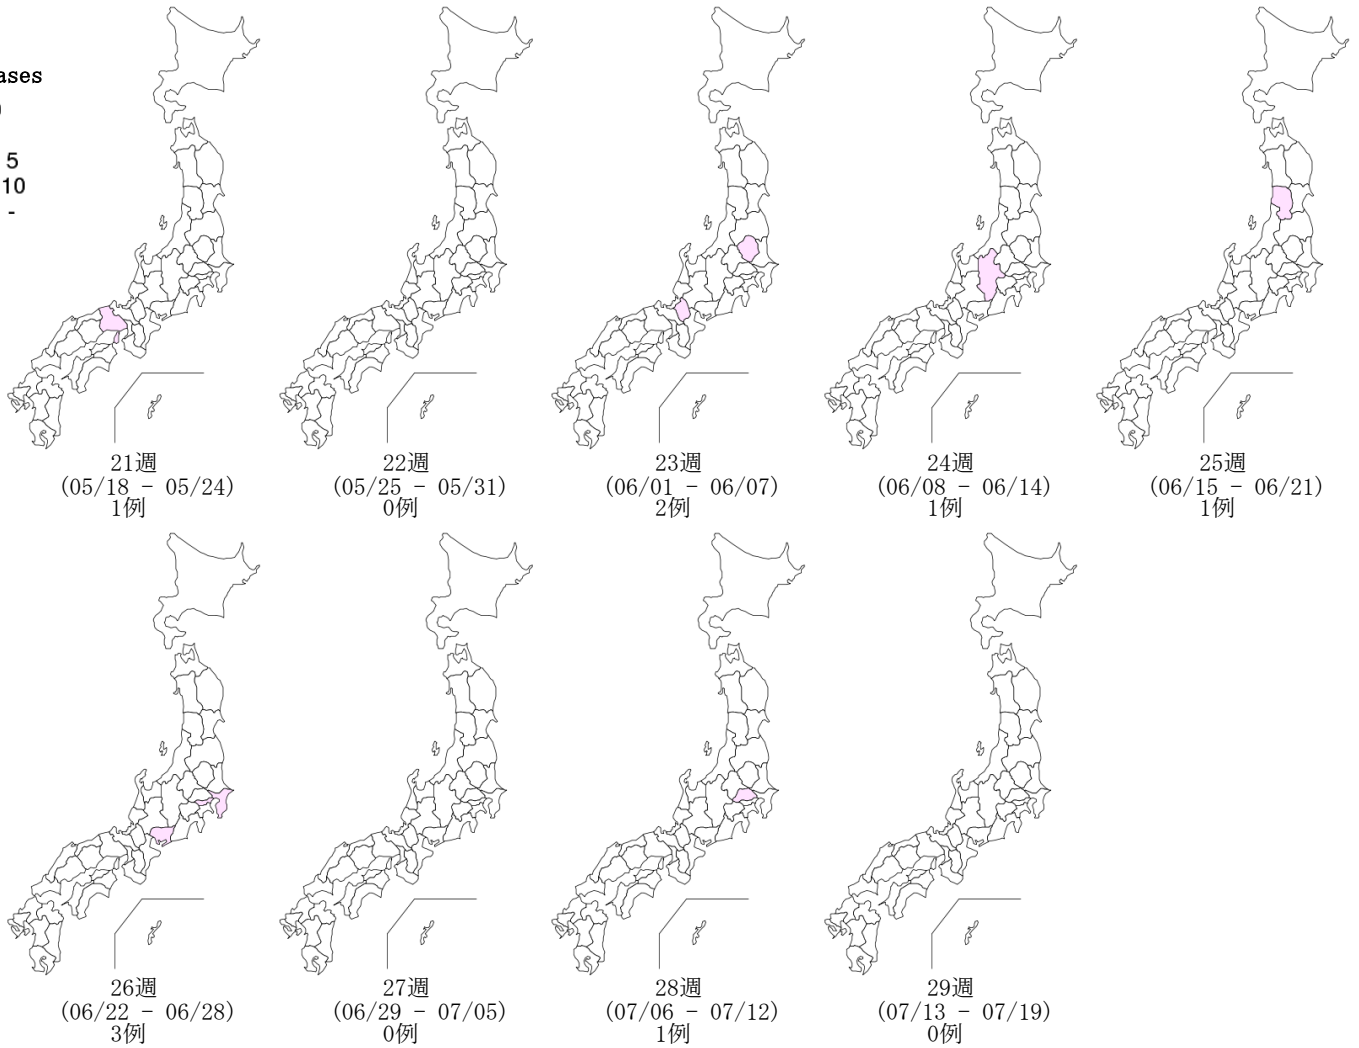 ases
5
10
-
21週
(05/18 - 05/24)
1例
22週
(05/25 - 05/31)
0例
23週
(06/01 - 06/07)
2例
24週
(06/08 - 06/14)
1例
25週
(06/15 - 06/21)
1例
26週
(06/22 - 06/28)
3例
27週
(06/29 - 07/05)
0例
28週
(07/06 - 07/12)
1例
29週
(07/13 - 07/19)
0例